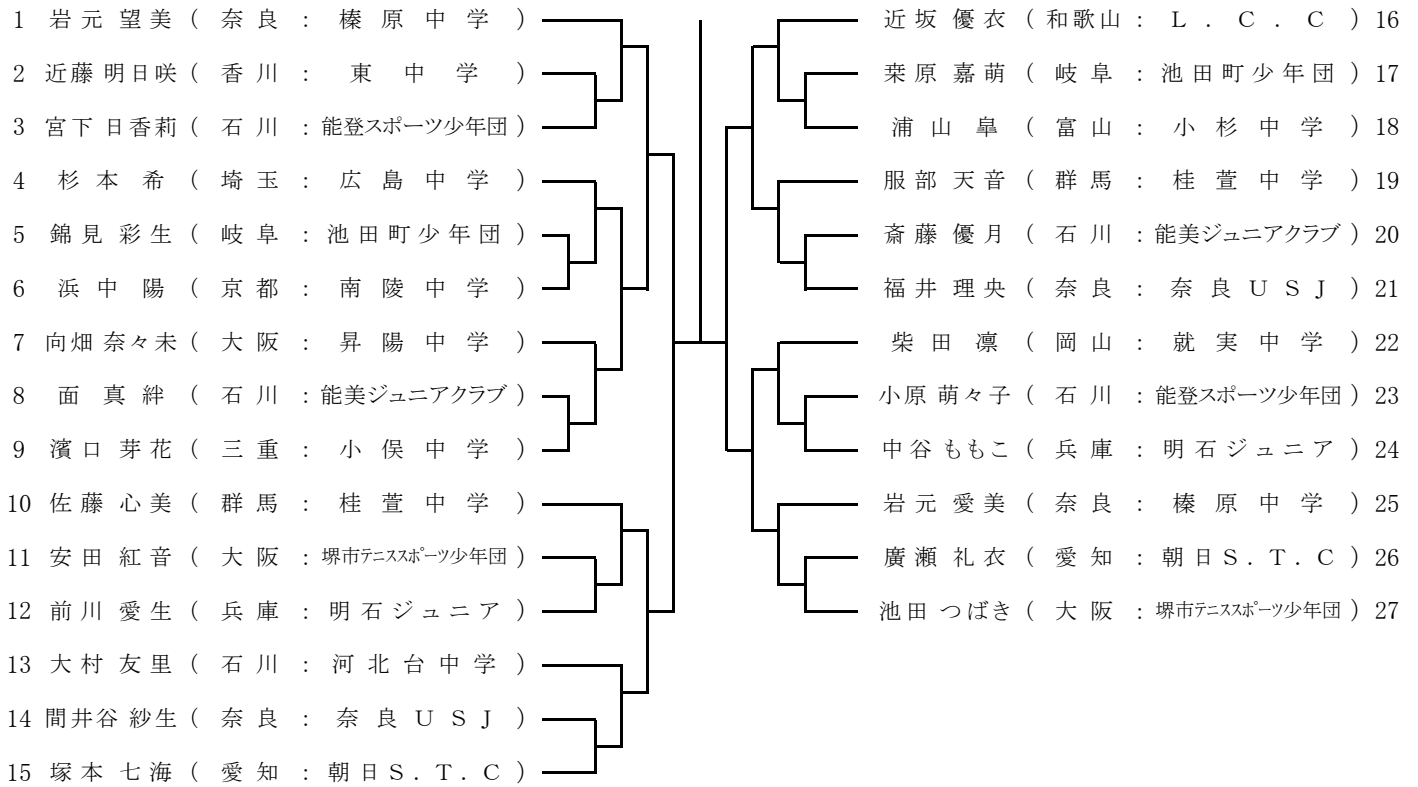 1 岩元 望美 ( 奈良 : 榛原中学 )
2 近藤 明日咲 ( 香川 : 東中学 )
3 宮下 日香莉 ( 石川 : 能登スポーツ少年団 )
4 杉本 希 ( 埼玉 : 広島中学 )
5 錦見 彩生 ( 岐阜 : 池田町少年団 )
6 浜中 陽 ( 京都 : 南陵中学 )
7 向畑 奈々未 ( 大阪 : 昇陽中学 )
8 面 真絆 ( 石川 : 能美ジュニアクラブ )
9 濱口 芽花 ( 三重 : 小俣中学 )
10 佐藤 心美 ( 群馬 : 桂萱中学 )
11 安田 紅音 ( 大阪 : 堺市テニススポーツ少年団 )
12 前川 愛生 ( 兵庫 : 明石ジュニア )
13 大村 友里 ( 石川 : 河北台中学 )
14 間井谷 紗生 ( 奈良 : 奈良USJ )
15 塚本 七海 ( 愛知 : 朝日S.T.C )
近坂 優衣 ( 和歌山 : L.C.C ) 16
桒原 嘉萌 ( 岐阜 : 池田町少年団 ) 17
浦山 皐 ( 富山 : 小杉中学 ) 18
服部 天音 ( 群馬 : 桂萱中学 ) 19
斎藤 優月 ( 石川 : 能美ジュニアクラブ ) 20
福井 理央 ( 奈良 : 奈良USJ ) 21
柴田 凛 ( 岡山 : 就実中学 ) 22
小原 萌々子 ( 石川 : 能登スポーツ少年団 ) 23
中谷 ももこ ( 兵庫 : 明石ジュニア ) 24
岩元 愛美 ( 奈良 : 榛原中学 ) 25
廣瀬 礼衣 ( 愛知 : 朝日S.T.C ) 26
池田 つばき ( 大阪 : 堺市テニススポーツ少年団 ) 27